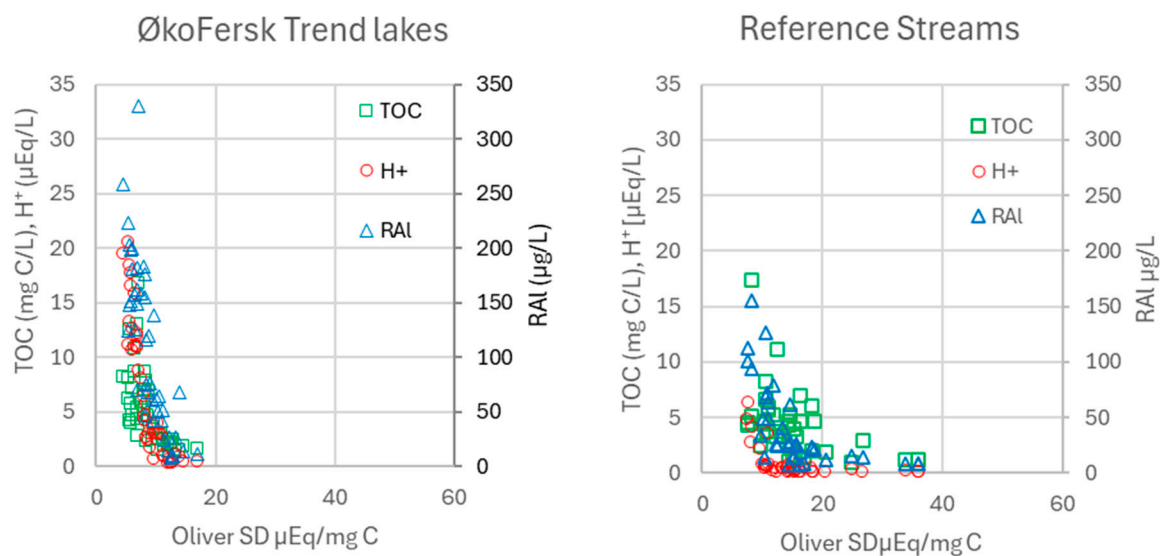 ØkoFersk Trend lakes
TOC (mg C/L), H⁺ (µEq/L)
35
30
25
20
15
10
5
0
350
300
250
200
150
100
50
0
RAl (µg/L)
TOC
H+
RAl
0
20
40
60
Oliver SD µEq/mg C
Reference Streams
TOC (mg C/L), H⁺ [µEq/L)
35
30
25
20
15
10
5
0
350
300
250
200
150
100
50
0
RAl µg/L
TOC
H+
RAl
0
20
40
60
Oliver SDµEq/mg C